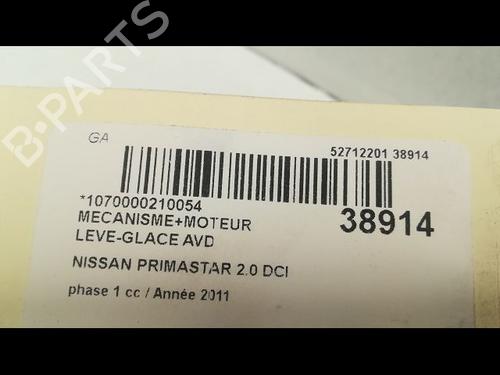 GA
52712201 38914
*1070000210054
MECANISME+MOTEUR
38914
LEVE-GLACE AVD
NISSAN PRIMASTAR 2.0 DCI
phase 1 cc / Année 2011
B-PARTS